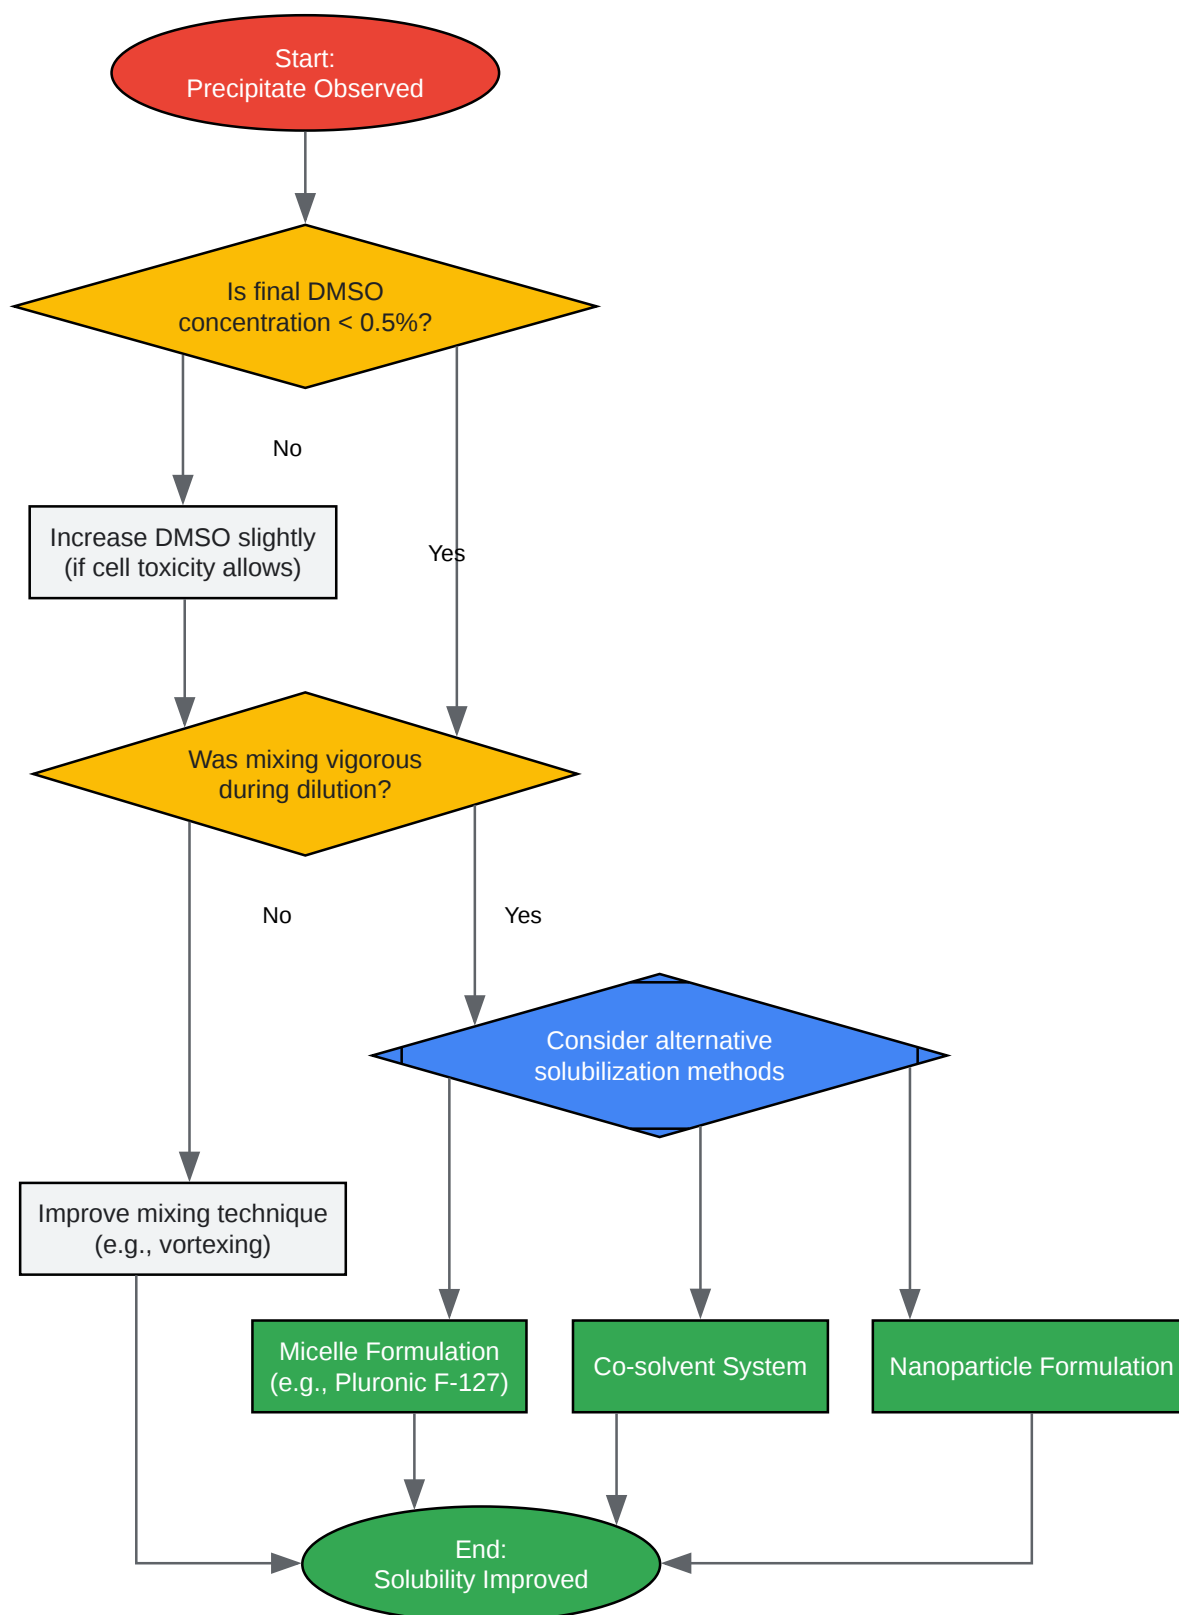 Start:
Precipitate Observed
Is final DMSO
concentration < 0.5%?
No
Increase DMSO slightly
(if cell toxicity allows)
Yes
Was mixing vigorous
during dilution?
No
Yes
Consider alternative
solubilization methods
Improve mixing technique
(e.g., vortexing)
Micelle Formulation
(e.g., Pluronic F-127)
Co-solvent System
Nanoparticle Formulation
End:
Solubility Improved